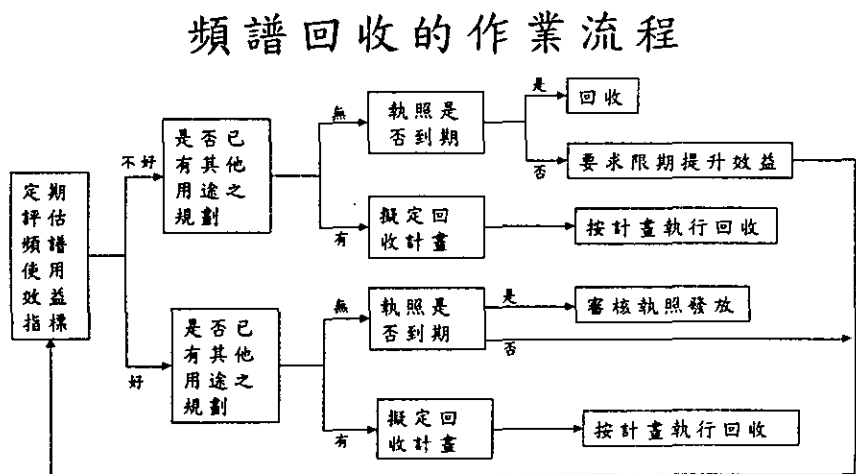 頻譜回收的作業流程
定期
評估
頻譜
使用
效益
指標
不好
是否已
有其他
用途之
規劃
無
執照是
否到期
是
回收
否
要求限期提升效益
有
擬定回
收計畫
按計畫執行回收
好
是否已
有其他
用途之
規劃
無
執照是
否到期
是
審核執照發放
否
有
擬定回
收計畫
按計畫執行回收